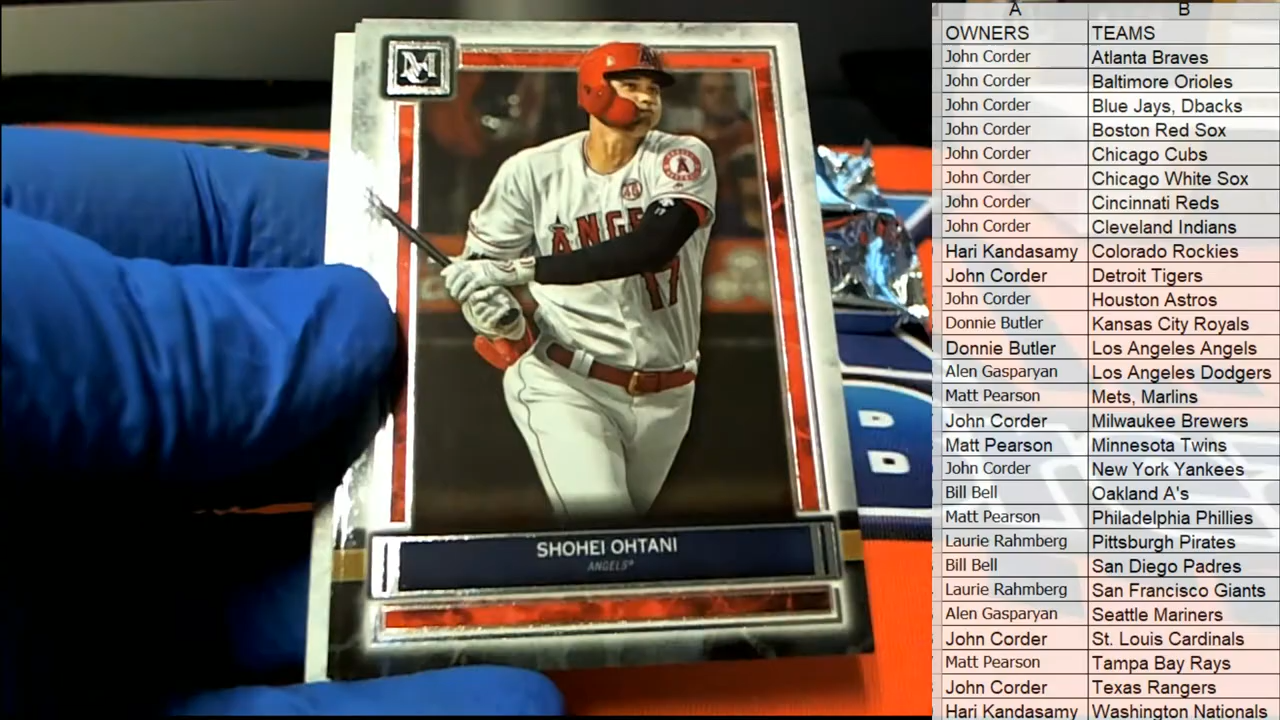 MC
A
A
ANGE
17
SHOHEI OHTANI
ANGELS®
D
D
A B
OWNERS TEAMS
John Corder Atlanta Braves
John Corder Baltimore Orioles
John Corder Blue Jays, Dbacks
John Corder Boston Red Sox
John Corder Chicago Cubs
John Corder Chicago White Sox
John Corder Cincinnati Reds
John Corder Cleveland Indians
Hari Kandasamy Colorado Rockies
John Corder Detroit Tigers
John Corder Houston Astros
Donnie Butler Kansas City Royals
Donnie Butler Los Angeles Angels
Alen Gasparyan Los Angeles Dodgers
Matt Pearson Mets, Marlins
John Corder Milwaukee Brewers
Matt Pearson Minnesota Twins
John Corder New York Yankees
Bill Bell Oakland A's
Matt Pearson Philadelphia Phillies
Laurie Rahmberg Pittsburgh Pirates
Bill Bell San Diego Padres
Laurie Rahmberg San Francisco Giants
Alen Gasparyan Seattle Mariners
John Corder St. Louis Cardinals
Matt Pearson Tampa Bay Rays
John Corder Texas Rangers
Hari Kandasamy Washington Nationals